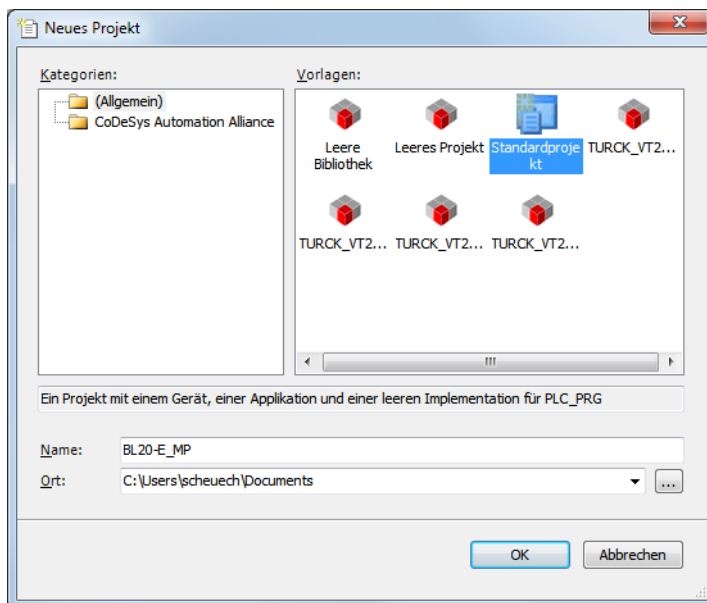 Neues Projekt
Kategorien:
(Allgemein)
CoDeSys Automation Alliance
Vorlagen:
Leere
Bibliothek
Leeres Projekt
Standardproje
kt
TURCK_VT2...
TURCK_VT2...
TURCK_VT2...
TURCK_VT2...
Ein Projekt mit einem Gerät, einer Applikation und einer leeren Implementation für PLC_PRG
Name:
BL20-E_MP
Ort:
C:\Users\scheuech\Documents
...
OK
Abbrechen